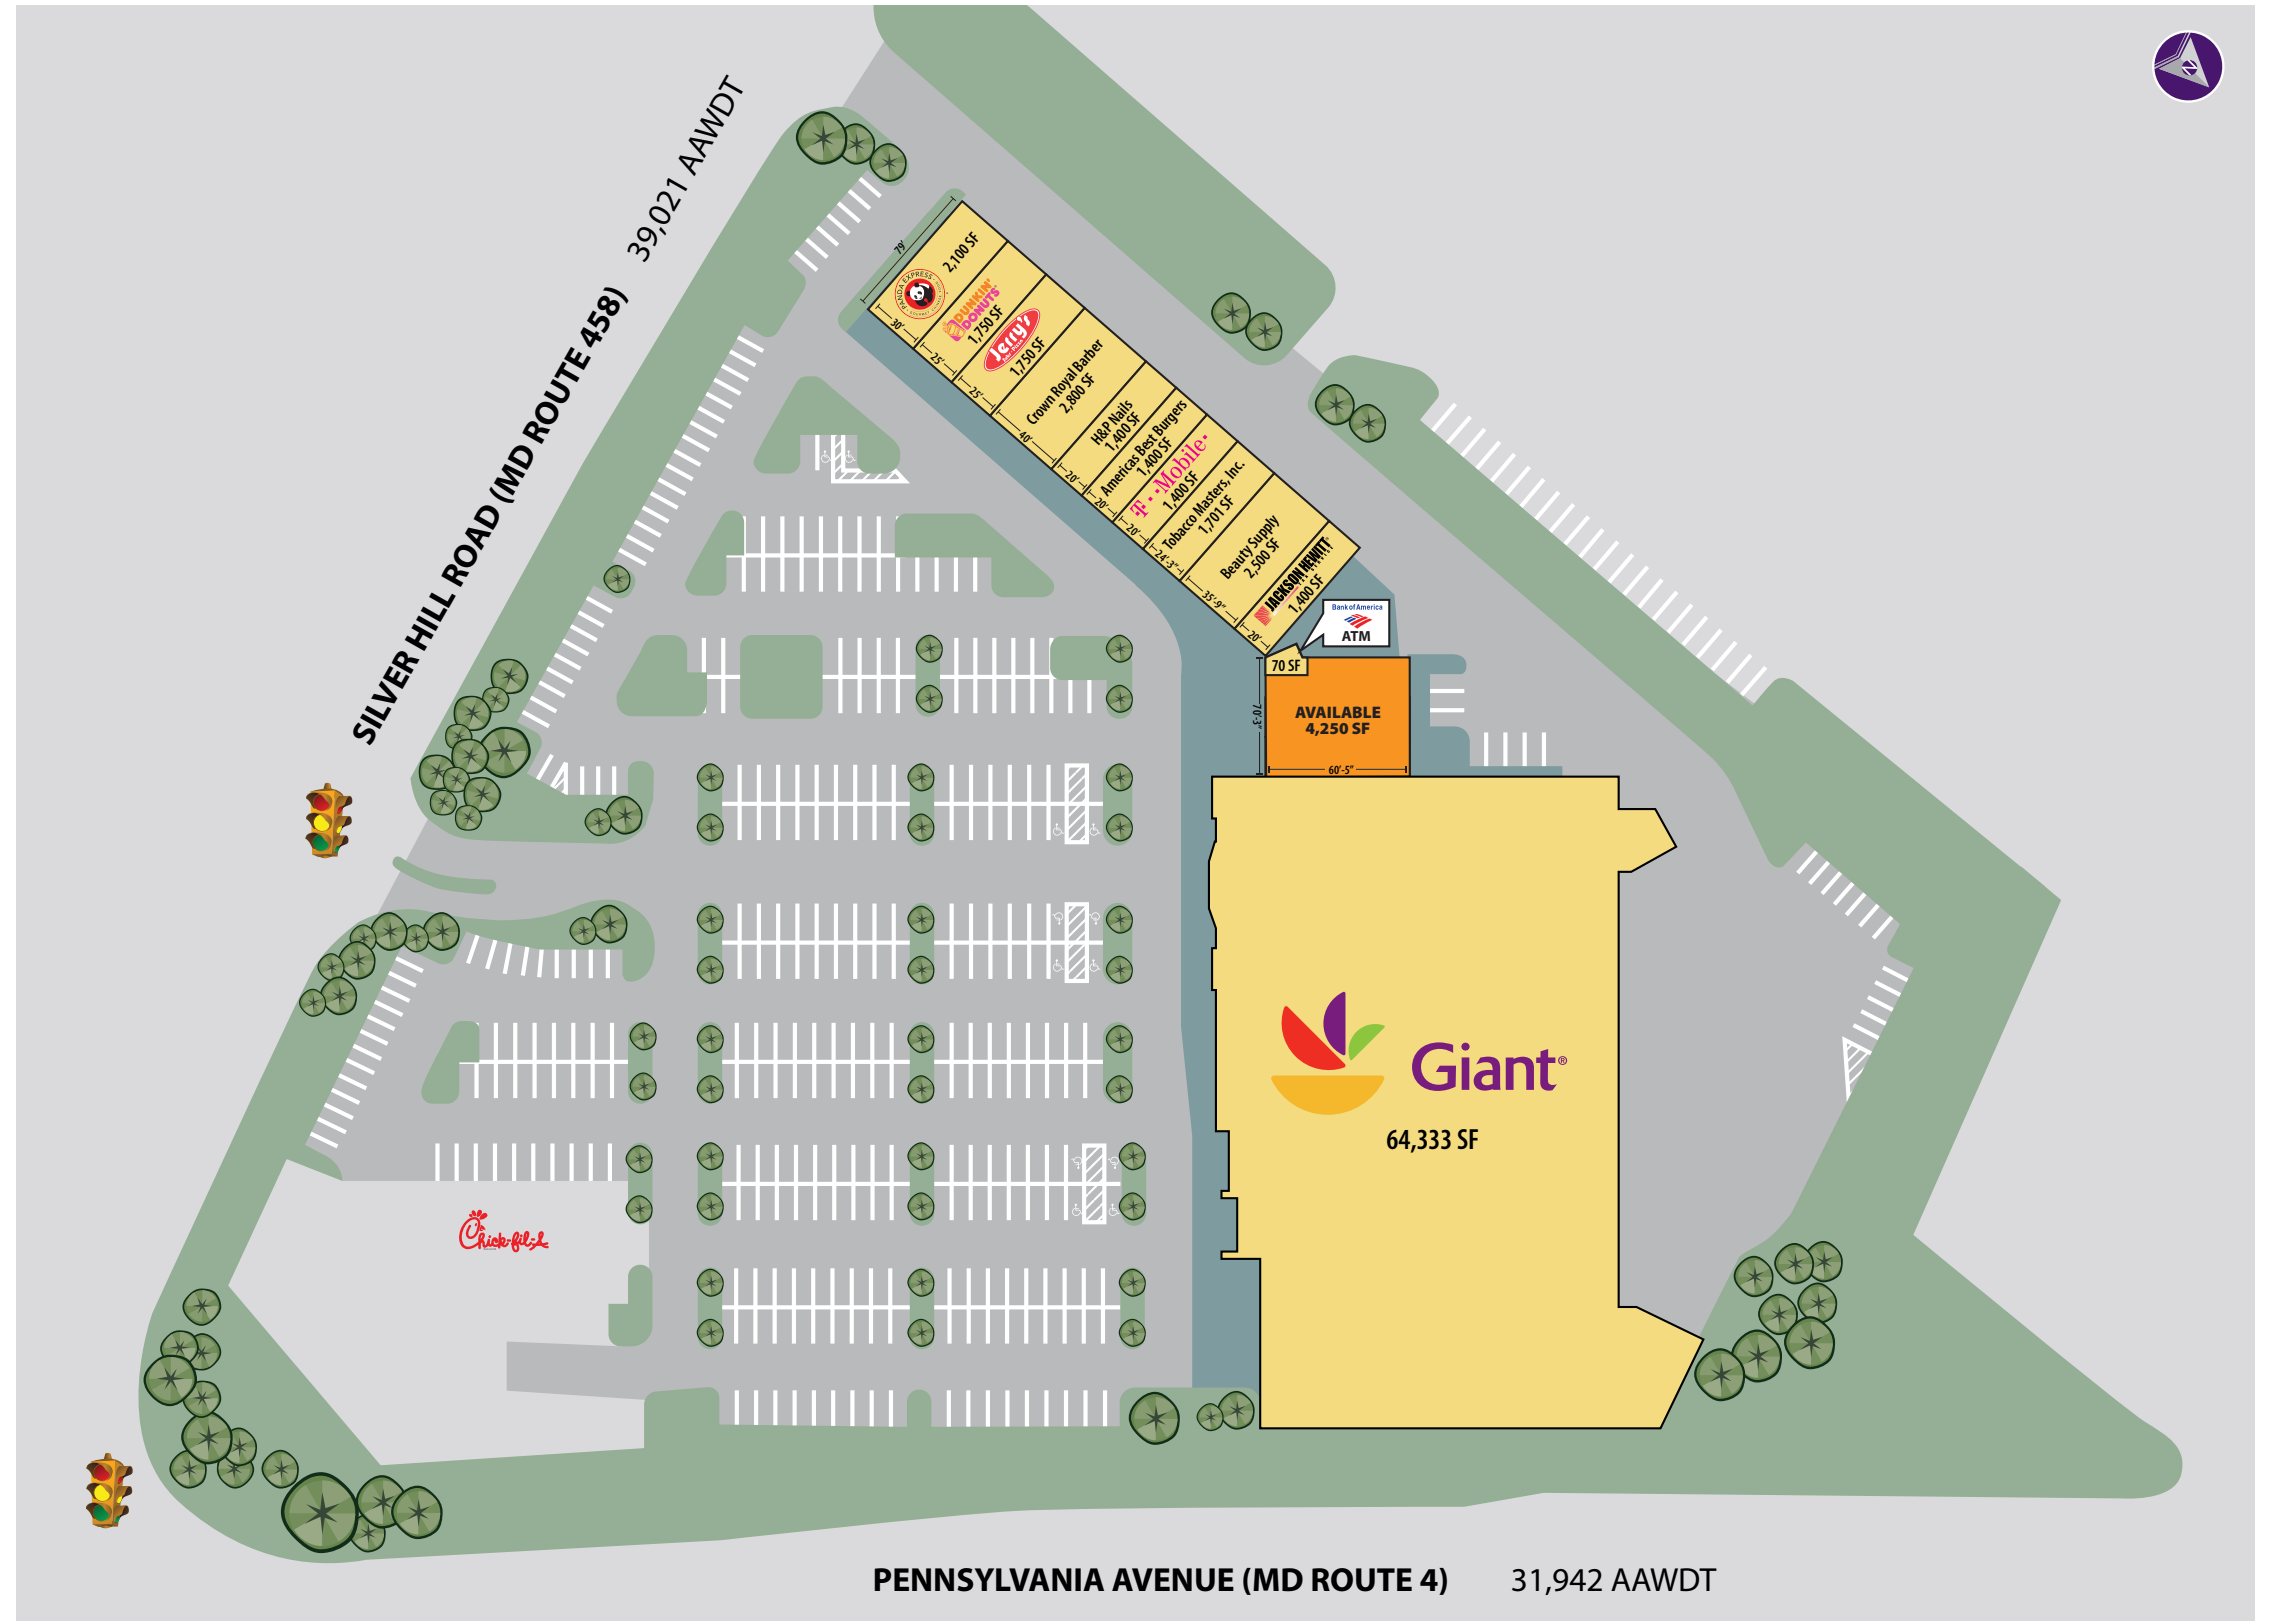 SILVER HILL ROAD (MD ROUTE 458) 39,021 AAWDT
79'
PANDA EXPRESS
2,100 SF
30'
DUNKIN'
DONUTS
1,750 SF
25'
Jerry's
1,750 SF
25'
Crown Royal Barber
2,800 SF
40'
H&P Nails
1,400 SF
20'
Americas Best Burgers
1,400 SF
20'
T··Mobile·
1,400 SF
20'
Tobacco Masters, Inc.
1,701 SF
24'-3"
Beauty Supply
2,500 SF
35'-9"
JACKSON HEWITT
1,400 SF
20'
Bank of America
ATM
70 SF
70'-3"
AVAILABLE
4,250 SF
60'-5"
Giant®
64,333 SF
Chick-fil-A
PENNSYLVANIA AVENUE (MD ROUTE 4) 31,942 AAWDT
N